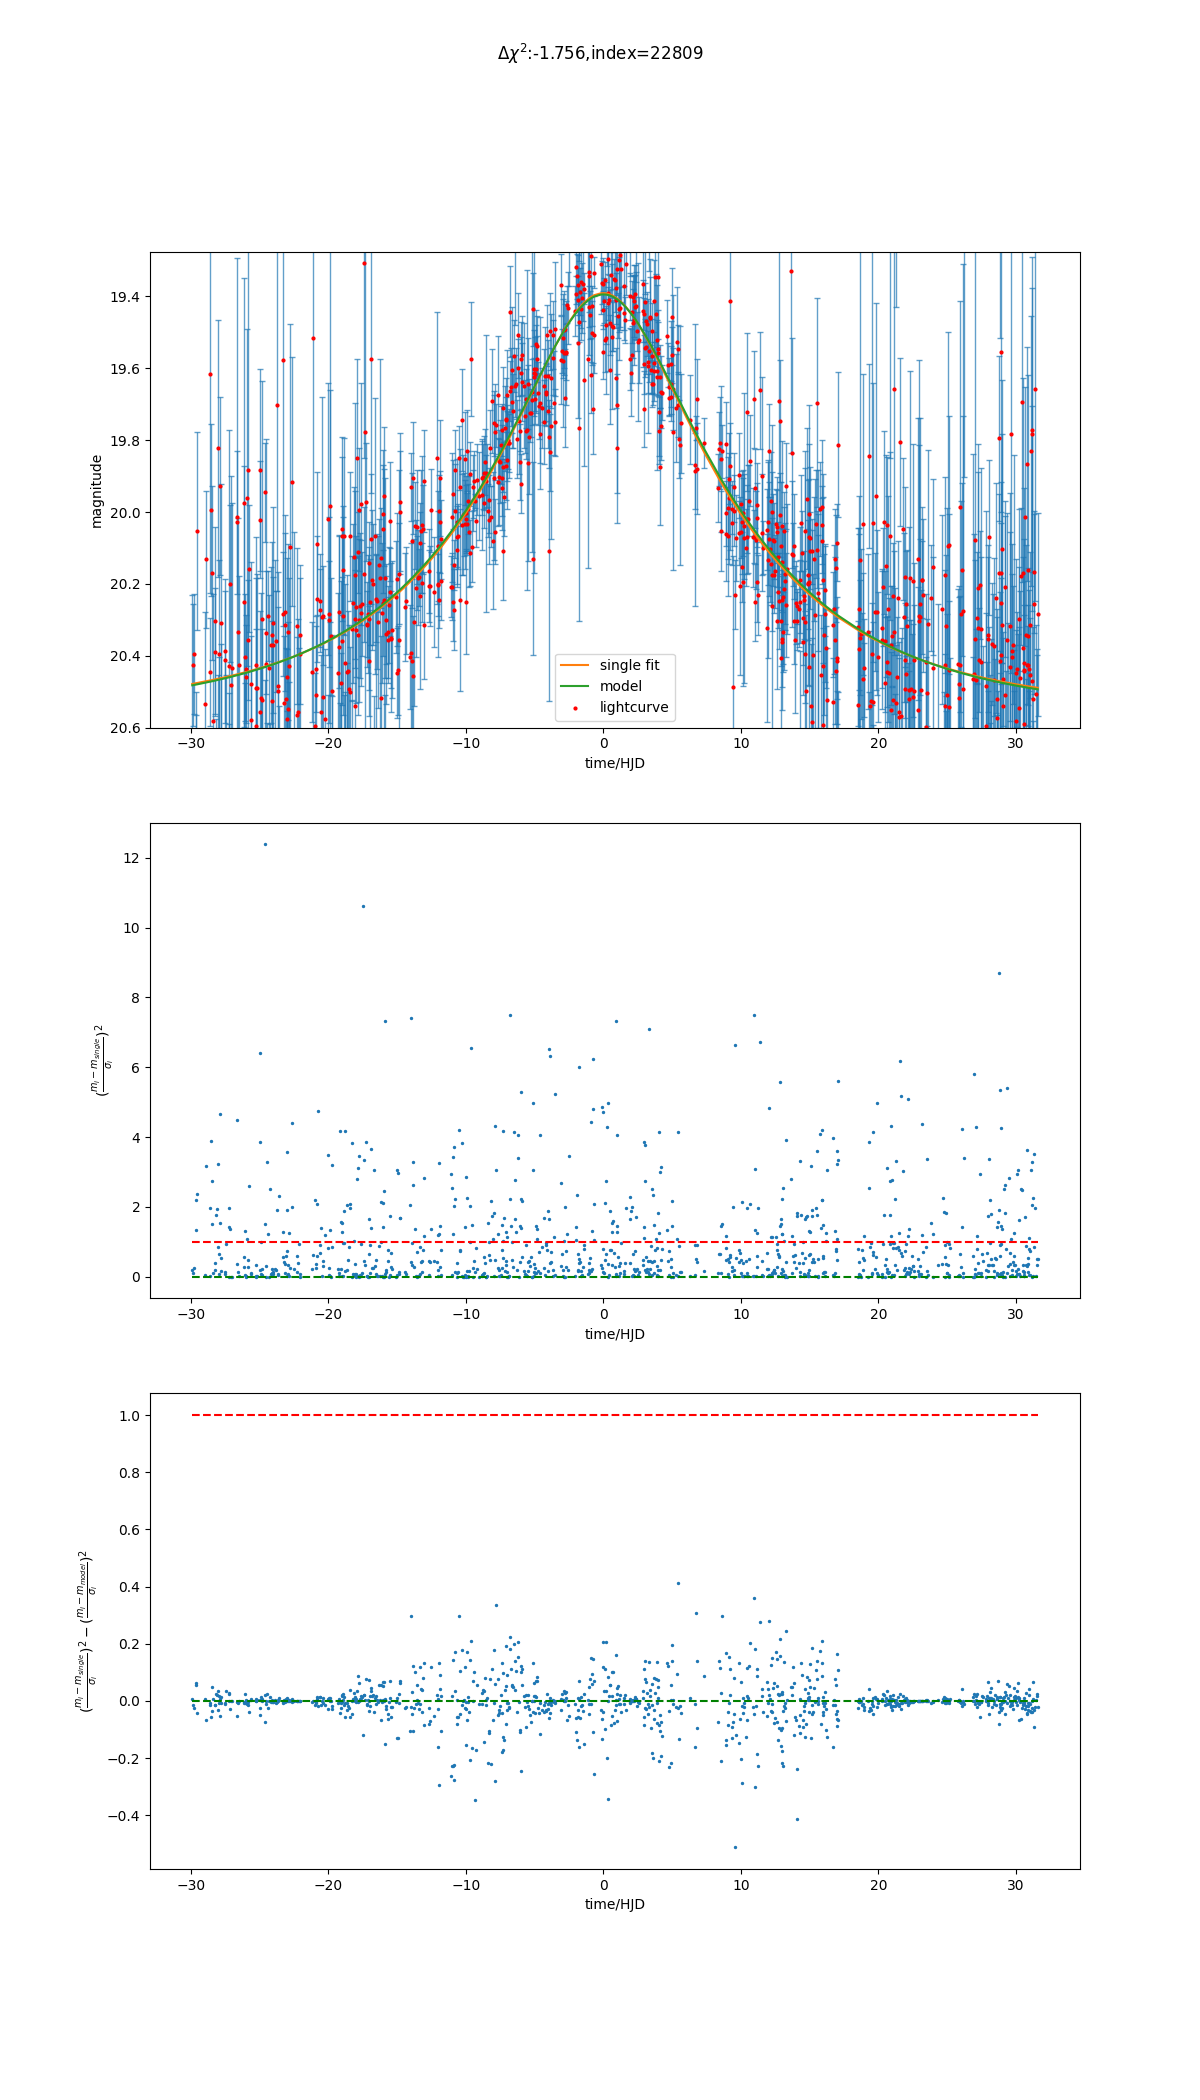 Δχ²:-1.756,index=22809
19.4
19.6
19.8
20.0
20.2
20.4
20.6
magnitude
single fit
model
lightcurve
−30 −20 −10 0 10 20 30
time/HJD
12
10
8
6
4
2
0
((m_i − m_single)/σ_i)²
−30 −20 −10 0 10 20 30
time/HJD
1.0
0.8
0.6
0.4
0.2
0.0
−0.2
−0.4
((m_i − m_single)/σ_i)² − ((m_i − m_model)/σ_i)²
−30 −20 −10 0 10 20 30
time/HJD